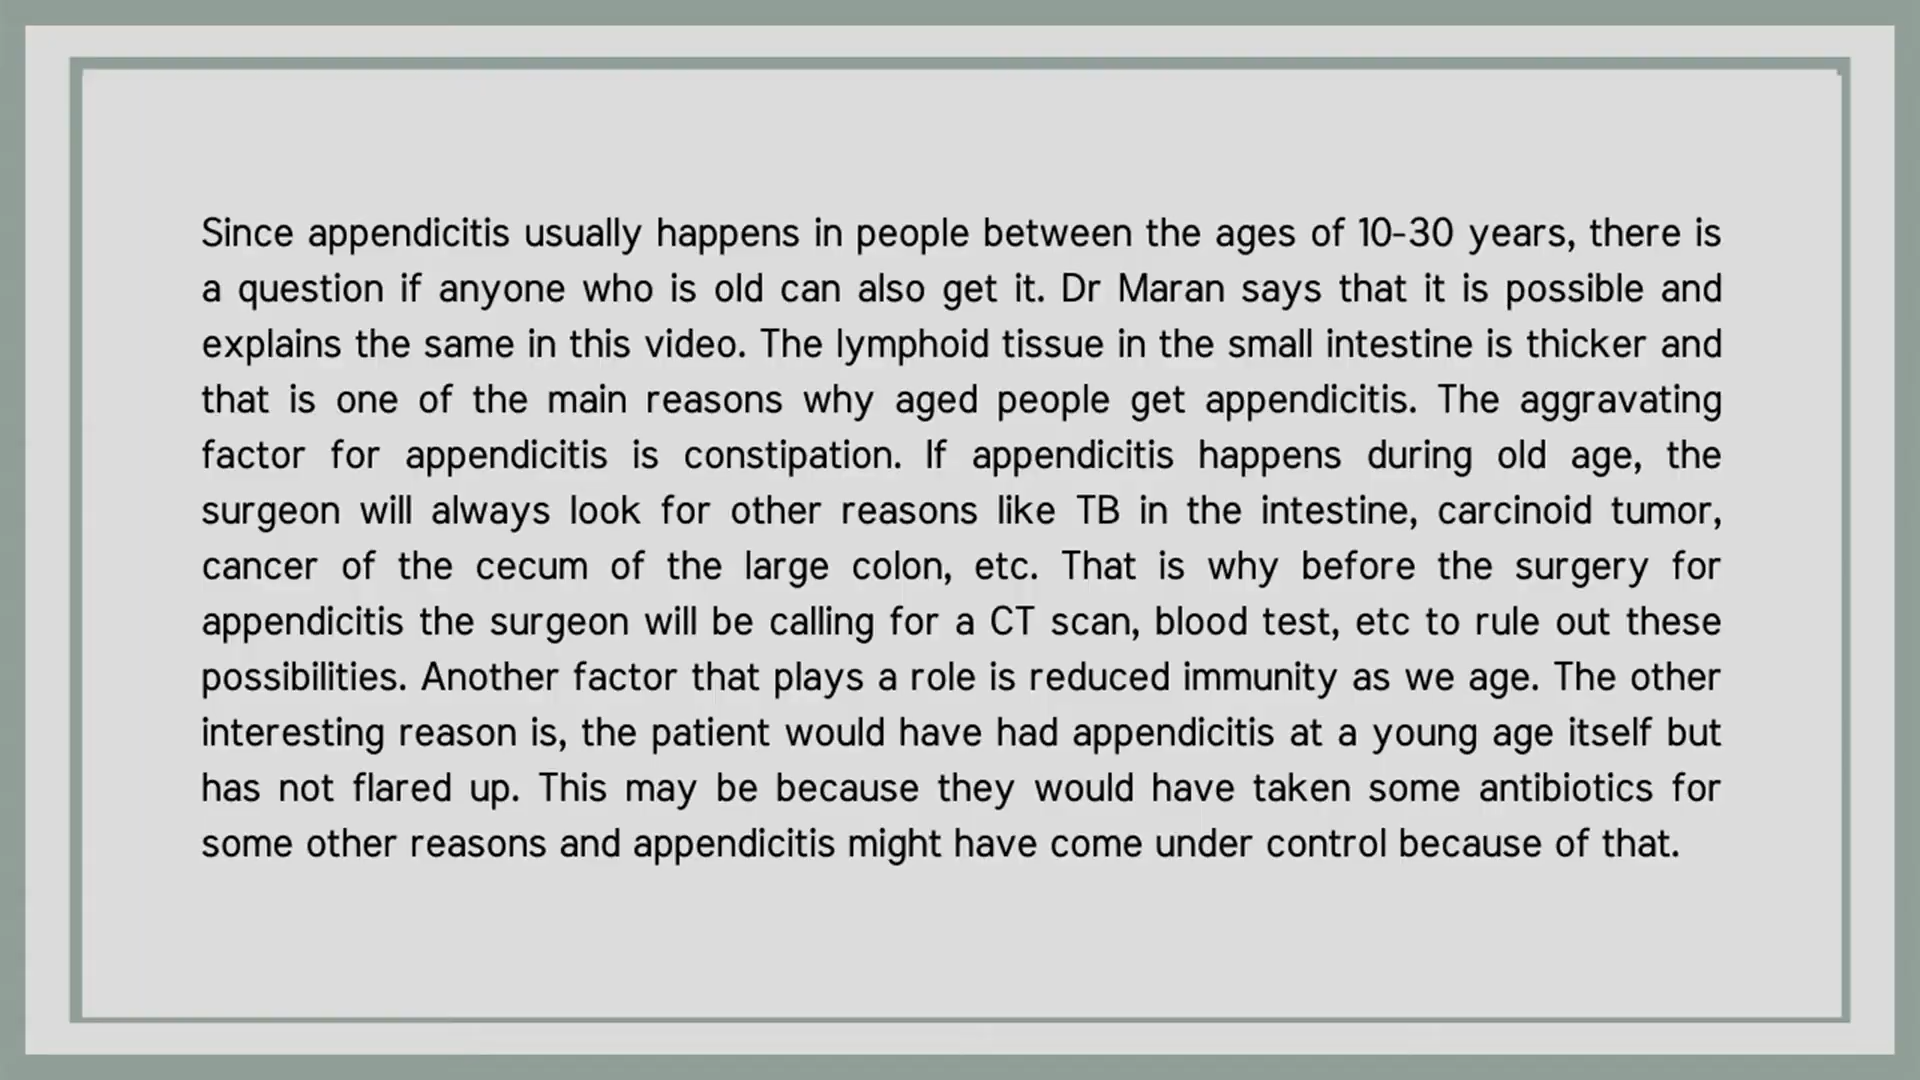 Since appendicitis usually happens in people between the ages of 10-30 years, there is
a question if anyone who is old can also get it. Dr Maran says that it is possible and
explains the same in this video. The lymphoid tissue in the small intestine is thicker and
that is one of the main reasons why aged people get appendicitis. The aggravating
factor for appendicitis is constipation. If appendicitis happens during old age, the
surgeon will always look for other reasons like TB in the intestine, carcinoid tumor,
cancer of the cecum of the large colon, etc. That is why before the surgery for
appendicitis the surgeon will be calling for a CT scan, blood test, etc to rule out these
possibilities. Another factor that plays a role is reduced immunity as we age. The other
interesting reason is, the patient would have had appendicitis at a young age itself but
has not flared up. This may be because they would have taken some antibiotics for
some other reasons and appendicitis might have come under control because of that.